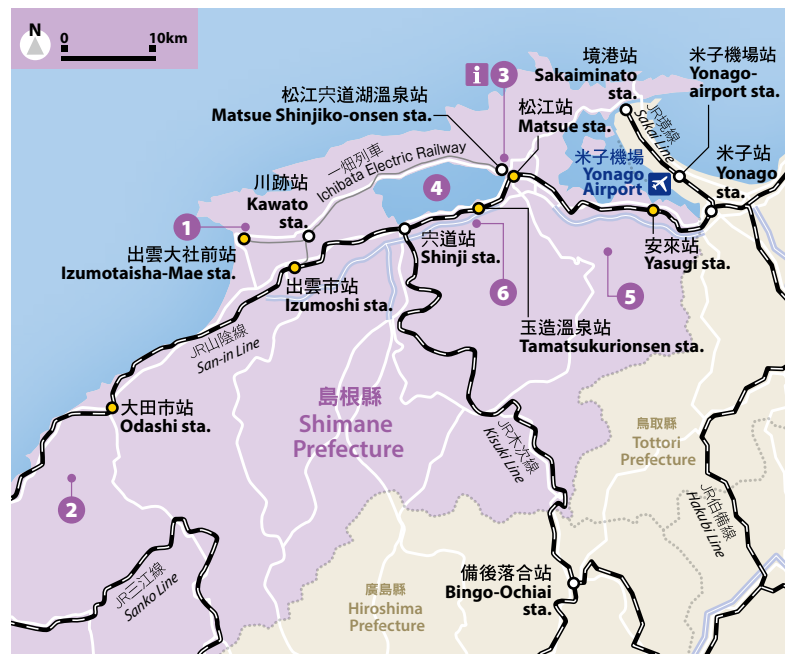 N
0 10km
境港站
Sakaiminato
sta.
米子機場站
Yonago-
airport sta.
i 3
松江宍道湖溫泉站
Matsue Shinjiko-onsen sta.
松江站
Matsue sta.
JR境線
Sakai Line
一畑列車
Ichibata Electric Railway
米子機場
Yonago
Airport
米子站
Yonago
sta.
川跡站
Kawato
sta.
4
1
出雲大社前站
Izumotaisha-Mae sta.
宍道站
Shinji sta.
安來站
Yasugi sta.
出雲市站
Izumoshi sta.
6
5
玉造溫泉站
Tamatsukurionsen sta.
JR山陰線
San-in Line
島根縣
Shimane
Prefecture
大田市站
Odashi sta.
JR木次線
Kisuki Line
鳥取縣
Tottori
Prefecture
2
JR伯備線
Hakubi Line
JR三江線
Sanko Line
備後落合站
Bingo-Ochiai
sta.
廣島縣
Hiroshima
Prefecture